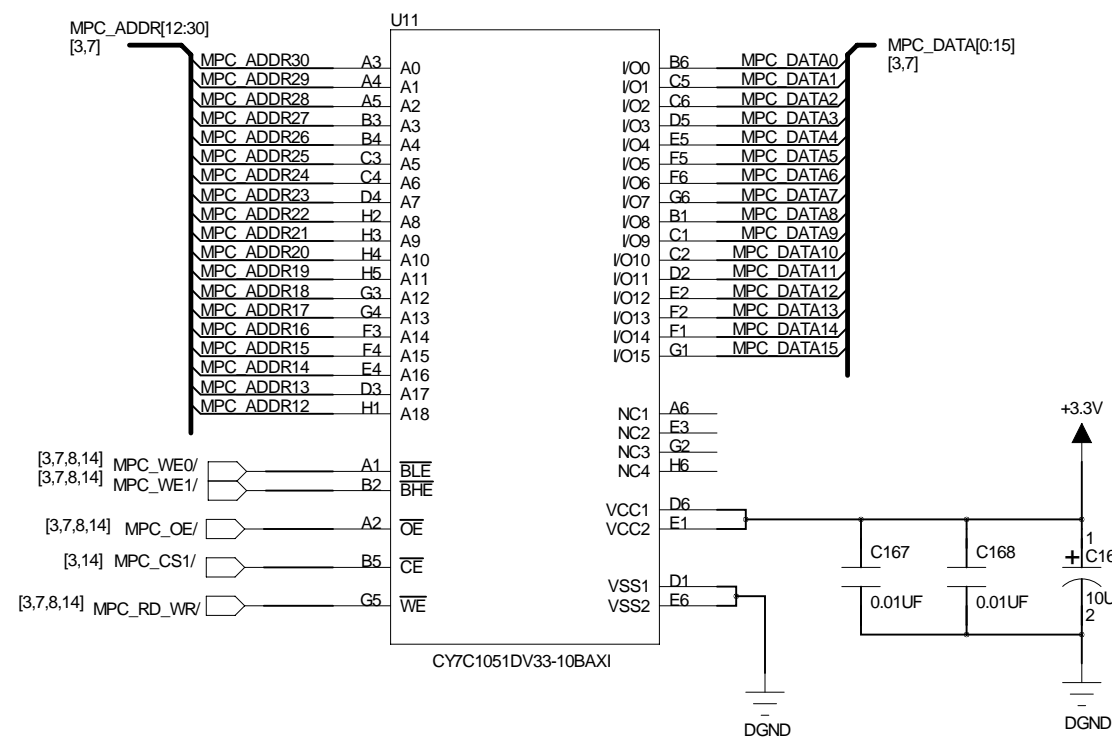 U11
MPC_ADDR[12:30]
[3,7]
MPC_DATA[0:15]
[3,7]
MPC_ADDR30 A3 A0 I/O0 B6 MPC_DATA0
MPC_ADDR29 A4 A1 I/O1 C5 MPC_DATA1
MPC_ADDR28 A5 A2 I/O2 C6 MPC_DATA2
MPC_ADDR27 B3 A3 I/O3 D5 MPC_DATA3
MPC_ADDR26 B4 A4 I/O4 E5 MPC_DATA4
MPC_ADDR25 C3 A5 I/O5 F5 MPC_DATA5
MPC_ADDR24 C4 A6 I/O6 F6 MPC_DATA6
MPC_ADDR23 D4 A7 I/O7 G6 MPC_DATA7
MPC_ADDR22 H2 A8 I/O8 B1 MPC_DATA8
MPC_ADDR21 H3 A9 I/O9 C1 MPC_DATA9
MPC_ADDR20 H4 A10 I/O10 C2 MPC_DATA10
MPC_ADDR19 H5 A11 I/O11 D2 MPC_DATA11
MPC_ADDR18 G3 A12 I/O12 E2 MPC_DATA12
MPC_ADDR17 G4 A13 I/O13 F2 MPC_DATA13
MPC_ADDR16 F3 A14 I/O14 F1 MPC_DATA14
MPC_ADDR15 F4 A15 I/O15 G1 MPC_DATA15
MPC_ADDR14 E4 A16
MPC_ADDR13 D3 A17
MPC_ADDR12 H1 A18 NC1 A6
NC2 E3
NC3 G2
NC4 H6
+3.3V
[3,7,8,14] MPC_WE0/ A1 BLE
[3,7,8,14] MPC_WE1/ B2 BHE
VCC1 D6
[3,7,8,14] MPC_OE/ A2 OE VCC2 E1
[3,14] MPC_CS1/ B5 CE
VSS1 D1
[3,7,8,14] MPC_RD_WR/ G5 WE VSS2 E6
C167
0.01UF
C168
0.01UF
1
+ C16
10U
2
CY7C1051DV33-10BAXI
DGND
DGND